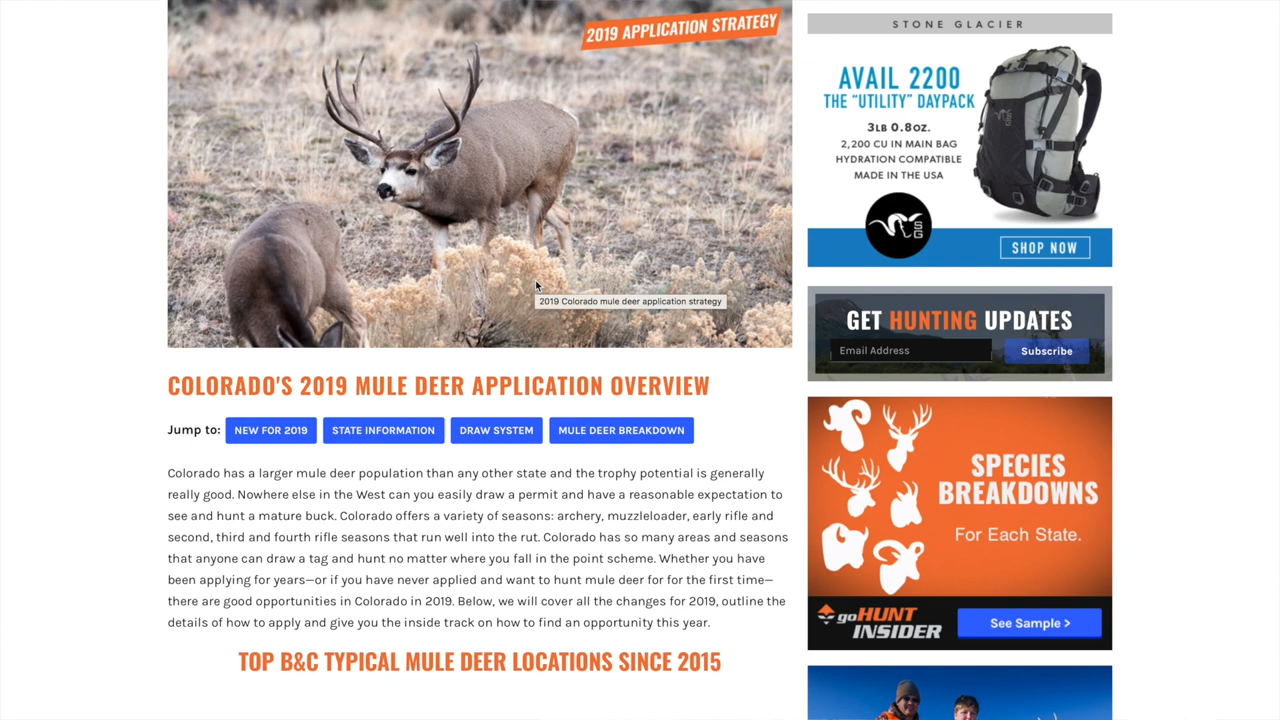 2019 APPLICATION STRATEGY
2019 Colorado mule deer application strategy
COLORADO'S 2019 MULE DEER APPLICATION OVERVIEW
Jump to: NEW FOR 2019 STATE INFORMATION DRAW SYSTEM MULE DEER BREAKDOWN
Colorado has a larger mule deer population than any other state and the trophy potential is generally
really good. Nowhere else in the West can you easily draw a permit and have a reasonable expectation to
see and hunt a mature buck. Colorado offers a variety of seasons: archery, muzzleloader, early rifle and
second, third and fourth rifle seasons that run well into the rut. Colorado has so many areas and seasons
that anyone can draw a tag and hunt no matter where you fall in the point scheme. Whether you have
been applying for years—or if you have never applied and want to hunt mule deer for for the first time—
there are good opportunities in Colorado in 2019. Below, we will cover all the changes for 2019, outline the
details of how to apply and give you the inside track on how to find an opportunity this year.
TOP B&C TYPICAL MULE DEER LOCATIONS SINCE 2015
STONE GLACIER
AVAIL 2200
THE "UTILITY" DAYPACK
3LB 0.8OZ.
2,200 CU IN MAIN BAG
HYDRATION COMPATIBLE
MADE IN THE USA
SG
SHOP NOW
GET HUNTING UPDATES
Email Address
Subscribe
SPECIES
BREAKDOWNS
For Each State.
goHUNT
INSIDER
See Sample >